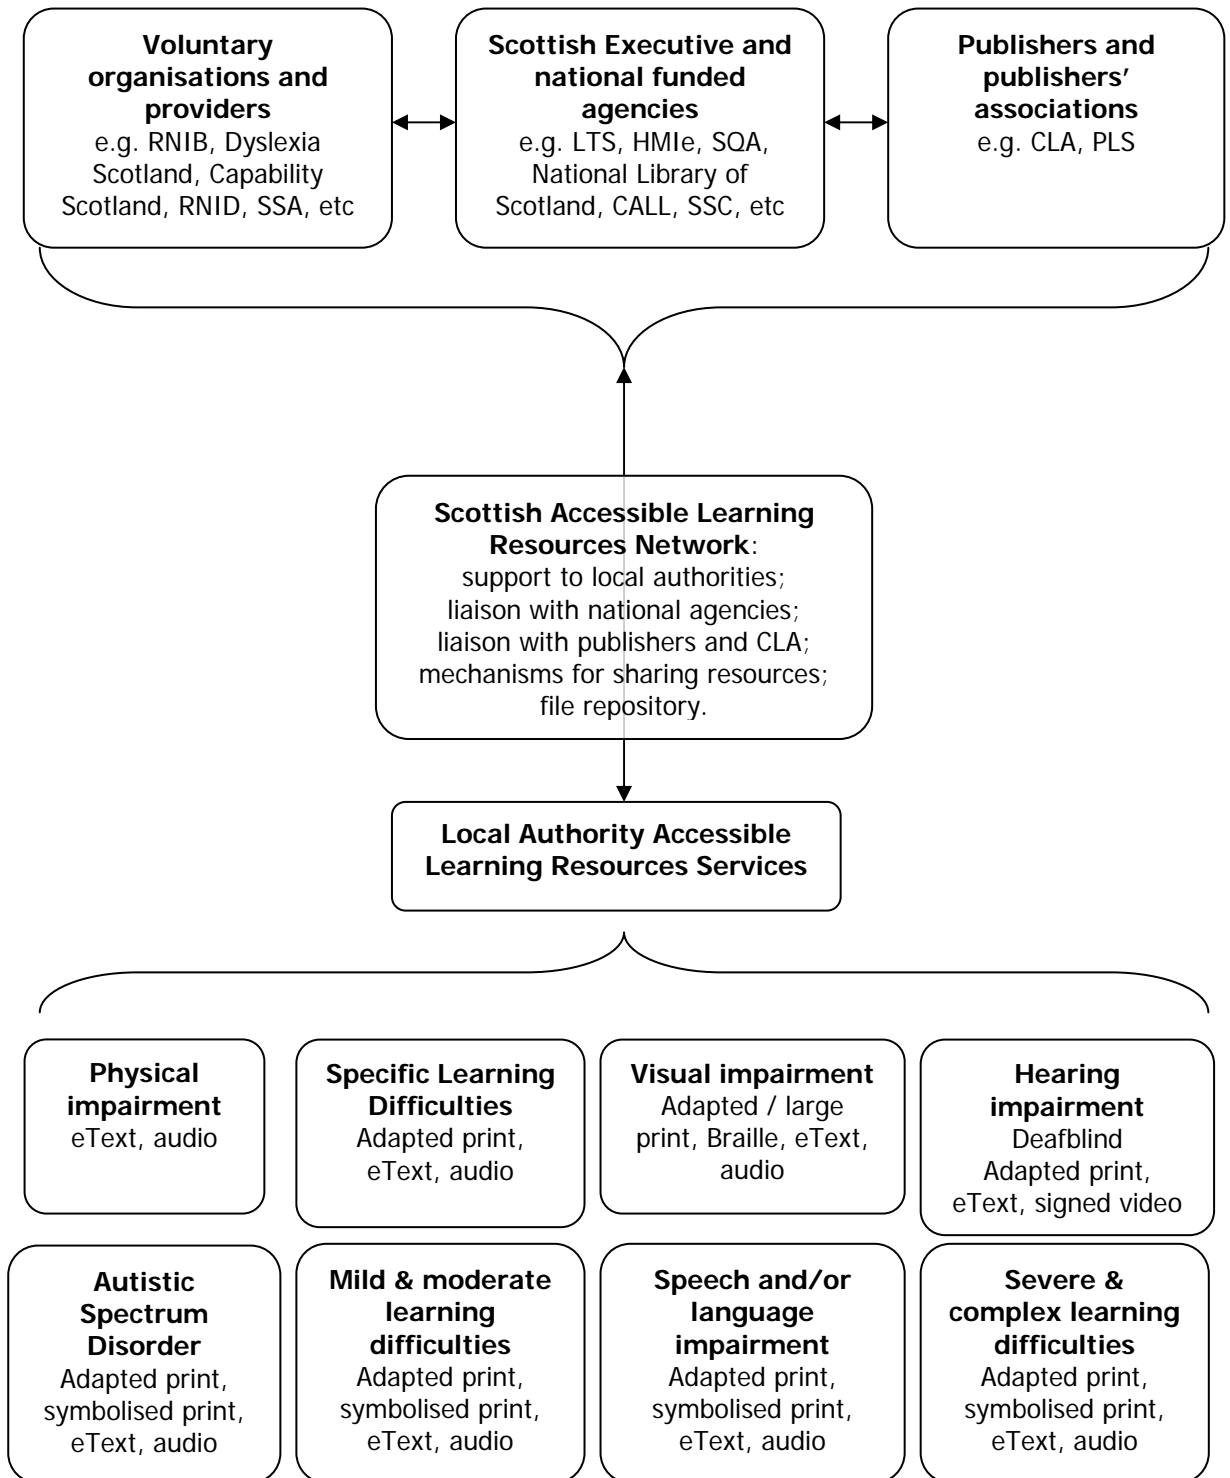 Voluntary
organisations and
providers
e.g. RNIB, Dyslexia
Scotland, Capability
Scotland, RNID, SSA, etc
Scottish Executive and
national funded
agencies
e.g. LTS, HMIe, SQA,
National Library of
Scotland, CALL, SSC, etc
Publishers and
publishers’
associations
e.g. CLA, PLS
Scottish Accessible Learning
Resources Network:
support to local authorities;
liaison with national agencies;
liaison with publishers and CLA;
mechanisms for sharing resources;
file repository.
Local Authority Accessible
Learning Resources Services
Physical
impairment
eText, audio
Specific Learning
Difficulties
Adapted print,
eText, audio
Visual impairment
Adapted / large
print, Braille, eText,
audio
Hearing
impairment
Deafblind
Adapted print,
eText, signed video
Autistic
Spectrum
Disorder
Adapted print,
symbolised print,
eText, audio
Mild & moderate
learning
difficulties
Adapted print,
symbolised print,
eText, audio
Speech and/or
language
impairment
Adapted print,
symbolised print,
eText, audio
Severe &
complex learning
difficulties
Adapted print,
symbolised print,
eText, audio